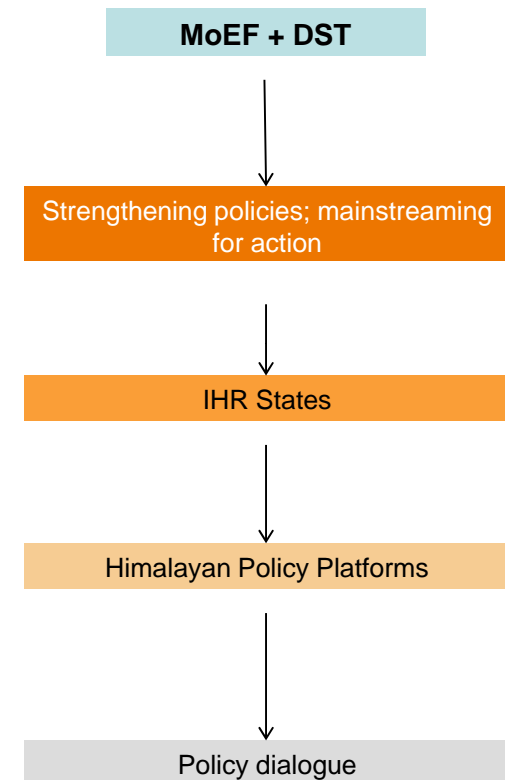 MoEF + DST
Strengthening policies; mainstreaming
for action
IHR States
Himalayan Policy Platforms
Policy dialogue